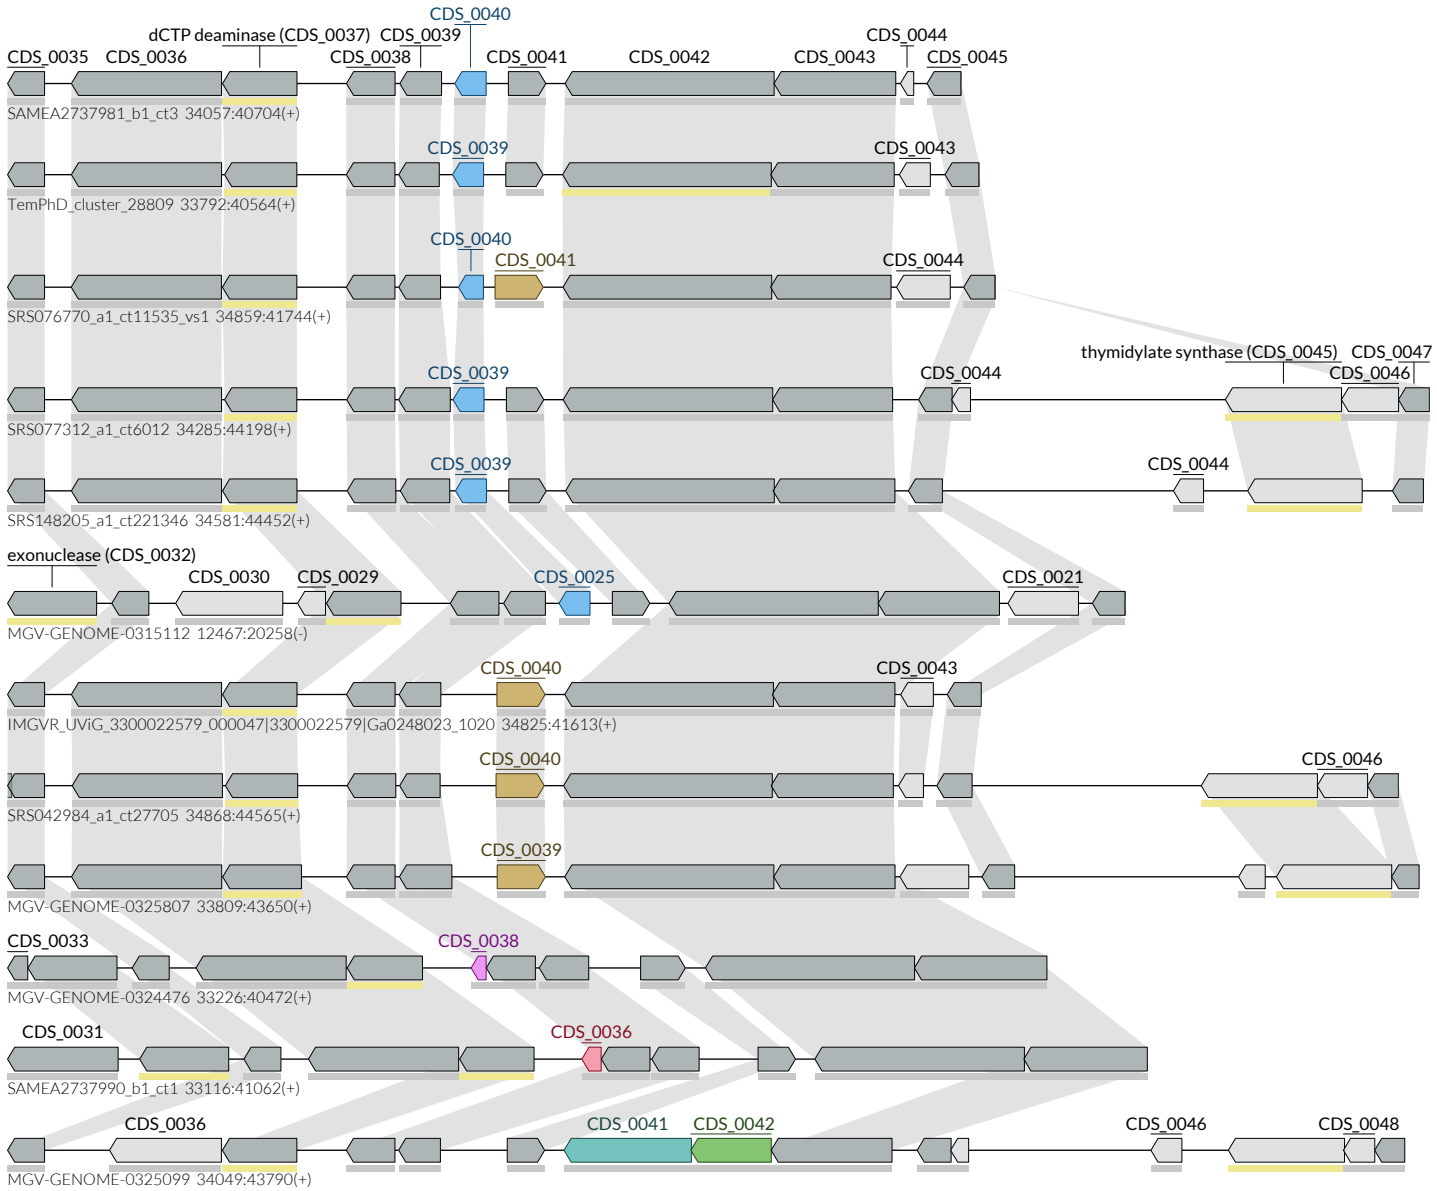 CDS_0040
dCTP deaminase (CDS_0037) CDS_0039 CDS_0044
CDS_0035 CDS_0036 CDS_0038 CDS_0041 CDS_0042 CDS_0043 CDS_0045
SAMEA2737981_b1_ct3 34057:40704(+)
CDS_0039 CDS_0043
TemPhD_cluster_28809 33792:40564(+)
CDS_0040
CDS_0041 CDS_0044
SRS076770_a1_ct11535_vs1 34859:41744(+)
thymidylate synthase (CDS_0045) CDS_0047
CDS_0039 CDS_0044 CDS_0046
SRS077312_a1_ct6012 34285:44198(+)
CDS_0039 CDS_0044
SRS148205_a1_ct221346 34581:44452(+)
exonuclease (CDS_0032)
CDS_0030 CDS_0029 CDS_0025 CDS_0021
MGV-GENOME-0315112 12467:20258(-)
CDS_0040 CDS_0043
IMGVR_UViG_3300022579_000047|3300022579|Ga0248023_1020 34825:41613(+)
CDS_0040 CDS_0046
SRS042984_a1_ct27705 34868:44565(+)
CDS_0039
MGV-GENOME-0325807 33809:43650(+)
CDS_0033 CDS_0038
MGV-GENOME-0324476 33226:40472(+)
CDS_0031 CDS_0036
SAMEA2737990_b1_ct1 33116:41062(+)
CDS_0036 CDS_0041 CDS_0042 CDS_0046 CDS_0048
MGV-GENOME-0325099 34049:43790(+)